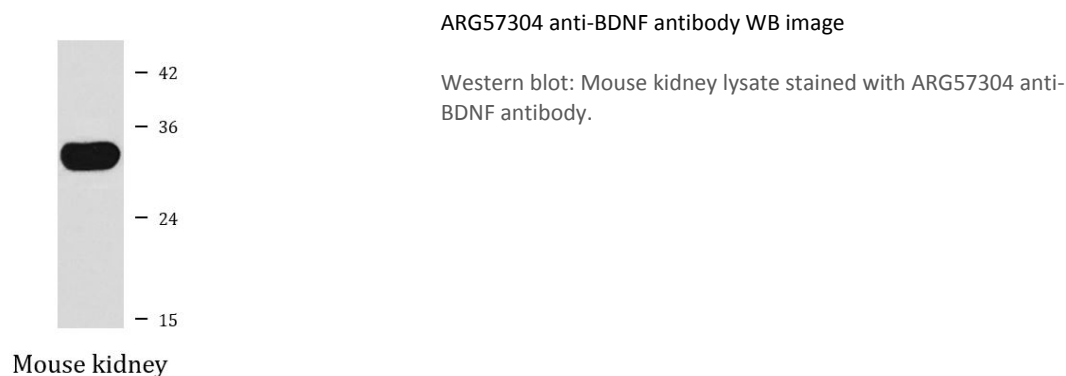 ARG57304 anti-BDNF antibody WB image
Western blot: Mouse kidney lysate stained with ARG57304 anti-
BDNF antibody.
42
36
24
15
Mouse kidney